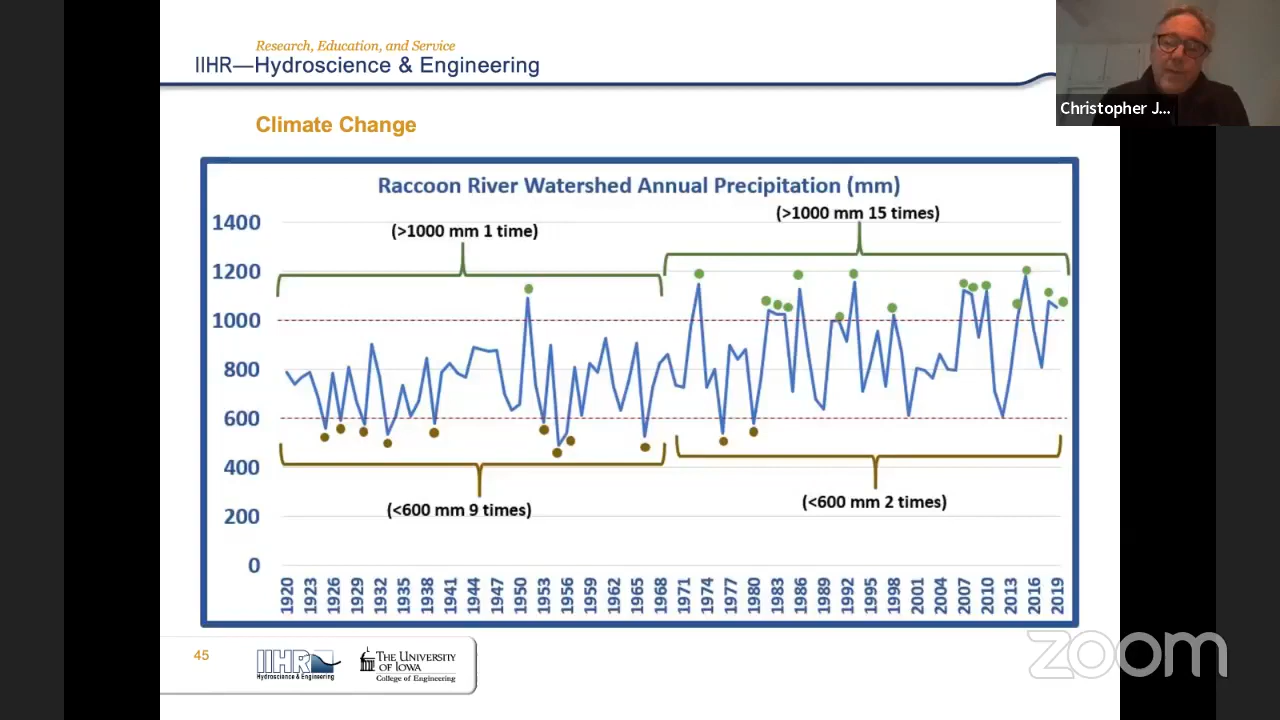 Research, Education, and Service
IIHR—Hydroscience & Engineering
Christopher J...
Climate Change
Raccoon River Watershed Annual Precipitation (mm)
(>1000 mm 1 time)
(>1000 mm 15 times)
1400
1200
1000
800
600
400
200
0
(<600 mm 9 times)
(<600 mm 2 times)
1920 1923 1926 1929 1932 1935 1938 1941 1944 1947 1950 1953 1956 1959 1962 1965 1968 1971 1974 1977 1980 1983 1986 1989 1992 1995 1998 2001 2004 2007 2010 2013 2016 2019
45
IIHR
Hydroscience & Engineering
THE UNIVERSITY
OF IOWA
College of Engineering
zoom